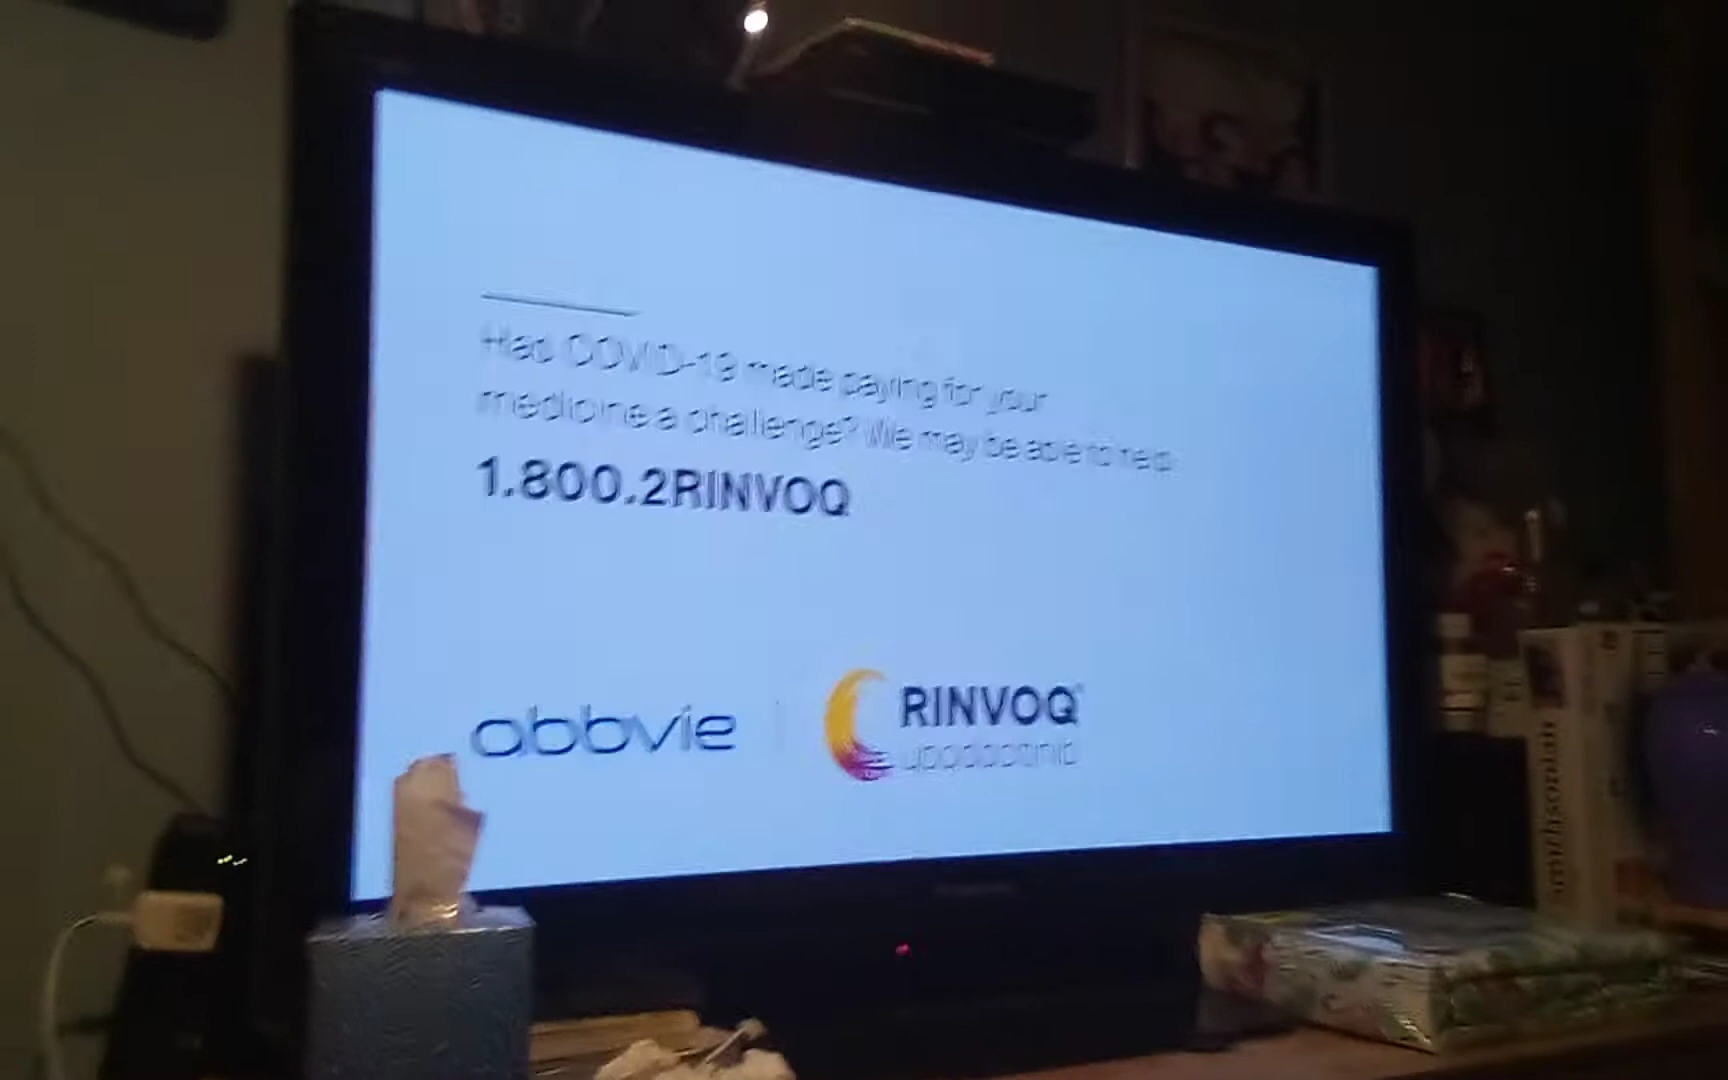 Has COVID-19 made paying for your
medicine a challenge? We may be able to help.
1.800.2RINVOQ
abbvie
RINVOQ
upadacitinib
smithsonian